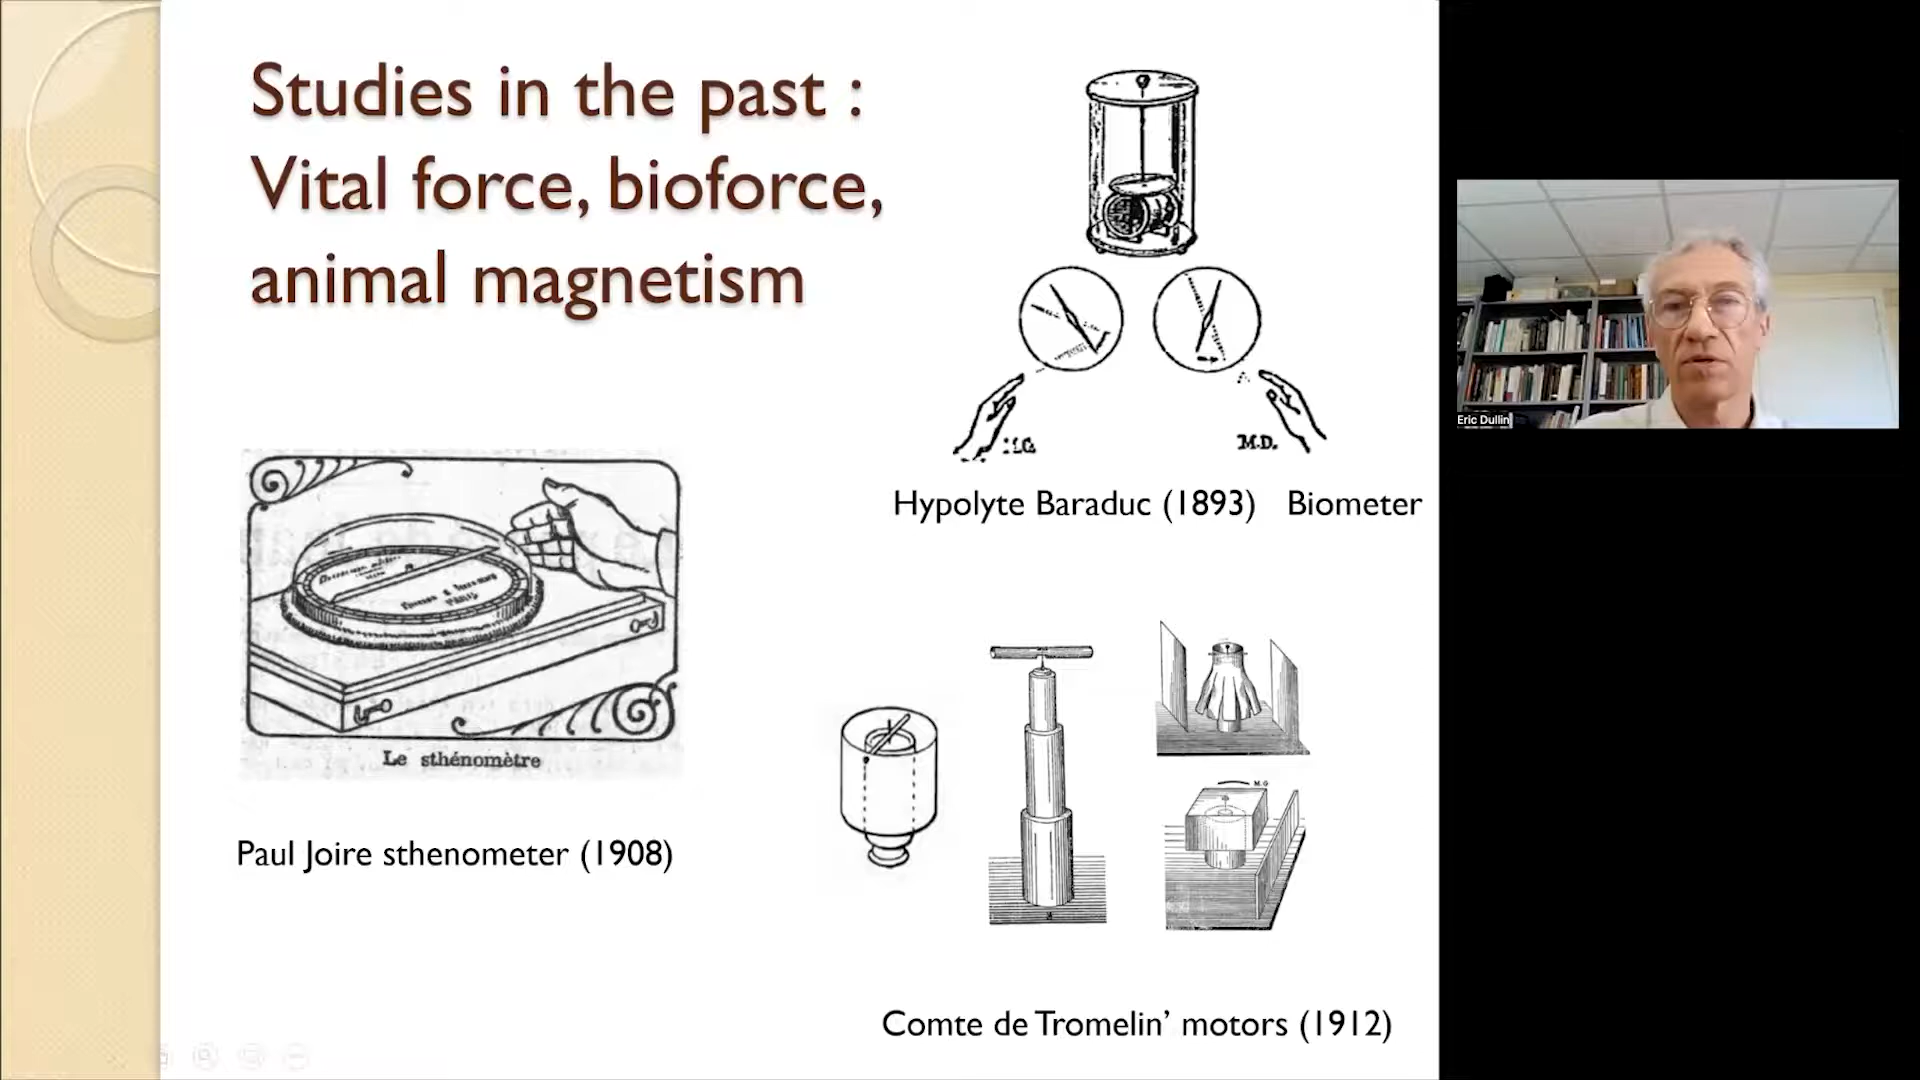 Studies in the past :
Vital force, bioforce,
animal magnetism
M.D.
Hypolyte Baraduc (1893) Biometer
Eric Dullin
Le sthénomètre
Paul Joire sthenometer (1908)
M.G
Comte de Tromelin’ motors (1912)